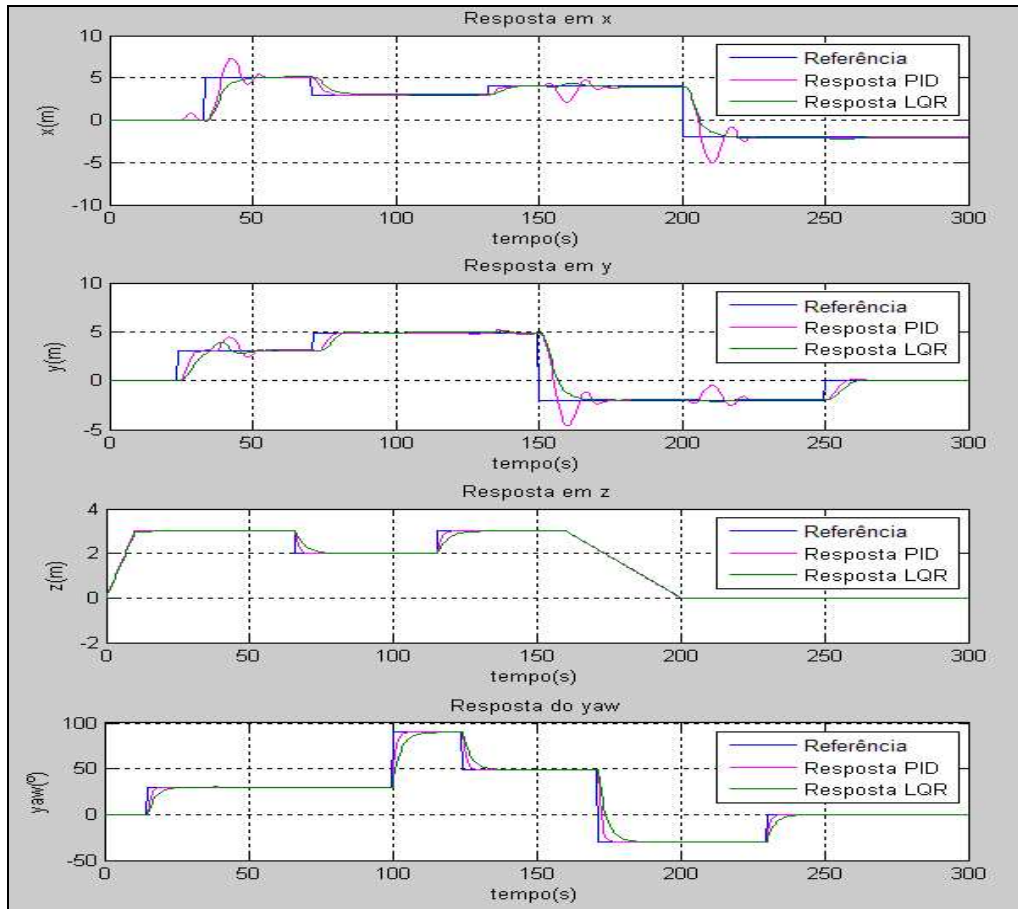 Resposta em x
10
5
0
-5
-10
x(m)
Referência
Resposta PID
Resposta LQR
0
50
100
150
200
250
300
tempo(s)
Resposta em y
10
5
0
-5
y(m)
Referência
Resposta PID
Resposta LQR
0
50
100
150
200
250
300
tempo(s)
Resposta em z
4
2
0
-2
z(m)
Referência
Resposta PID
Resposta LQR
0
50
100
150
200
250
300
tempo(s)
Resposta do yaw
100
50
0
-50
yaw(º)
Referência
Resposta PID
Resposta LQR
0
50
100
150
200
250
300
tempo(s)